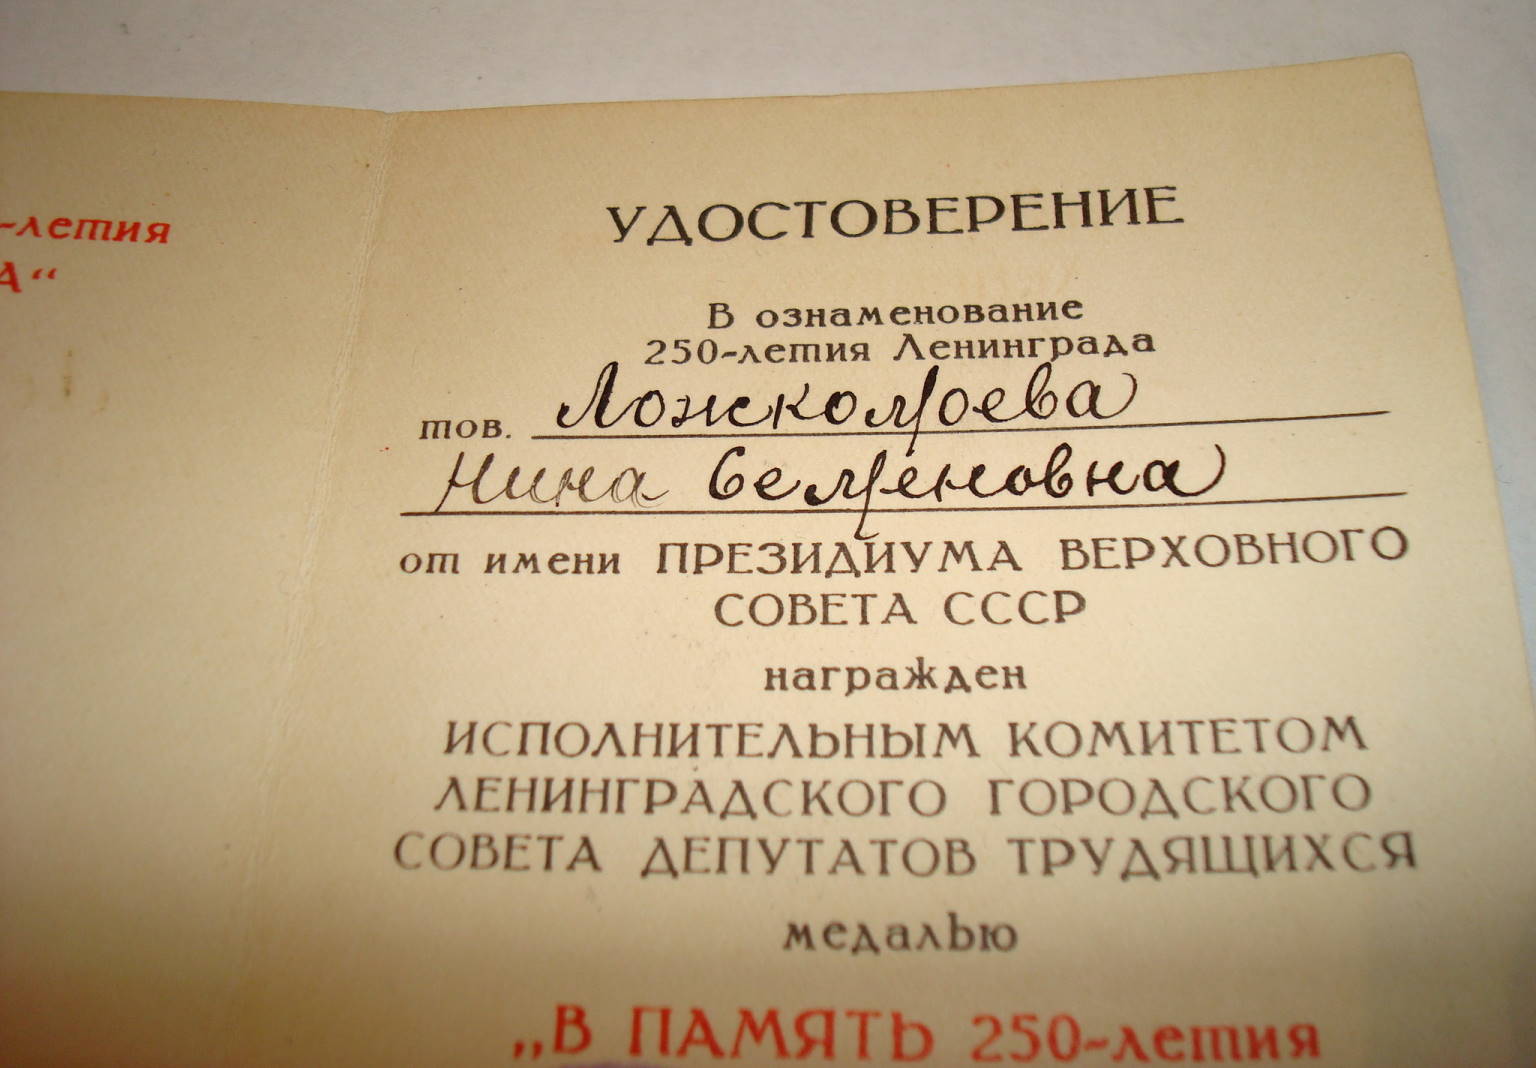 -летия
А“
УДОСТОВЕРЕНИЕ
В ознаменование
250-летия Ленинграда
тов. Ложкомоева
Нина Семеновна
от имени ПРЕЗИДИУМА ВЕРХОВНОГО
СОВЕТА СССР
награжден
ИСПОЛНИТЕЛЬНЫМ КОМИТЕТОМ
ЛЕНИНГРАДСКОГО ГОРОДСКОГО
СОВЕТА ДЕПУТАТОВ ТРУДЯЩИХСЯ
медалью
„В ПАМЯТЬ 250-летия